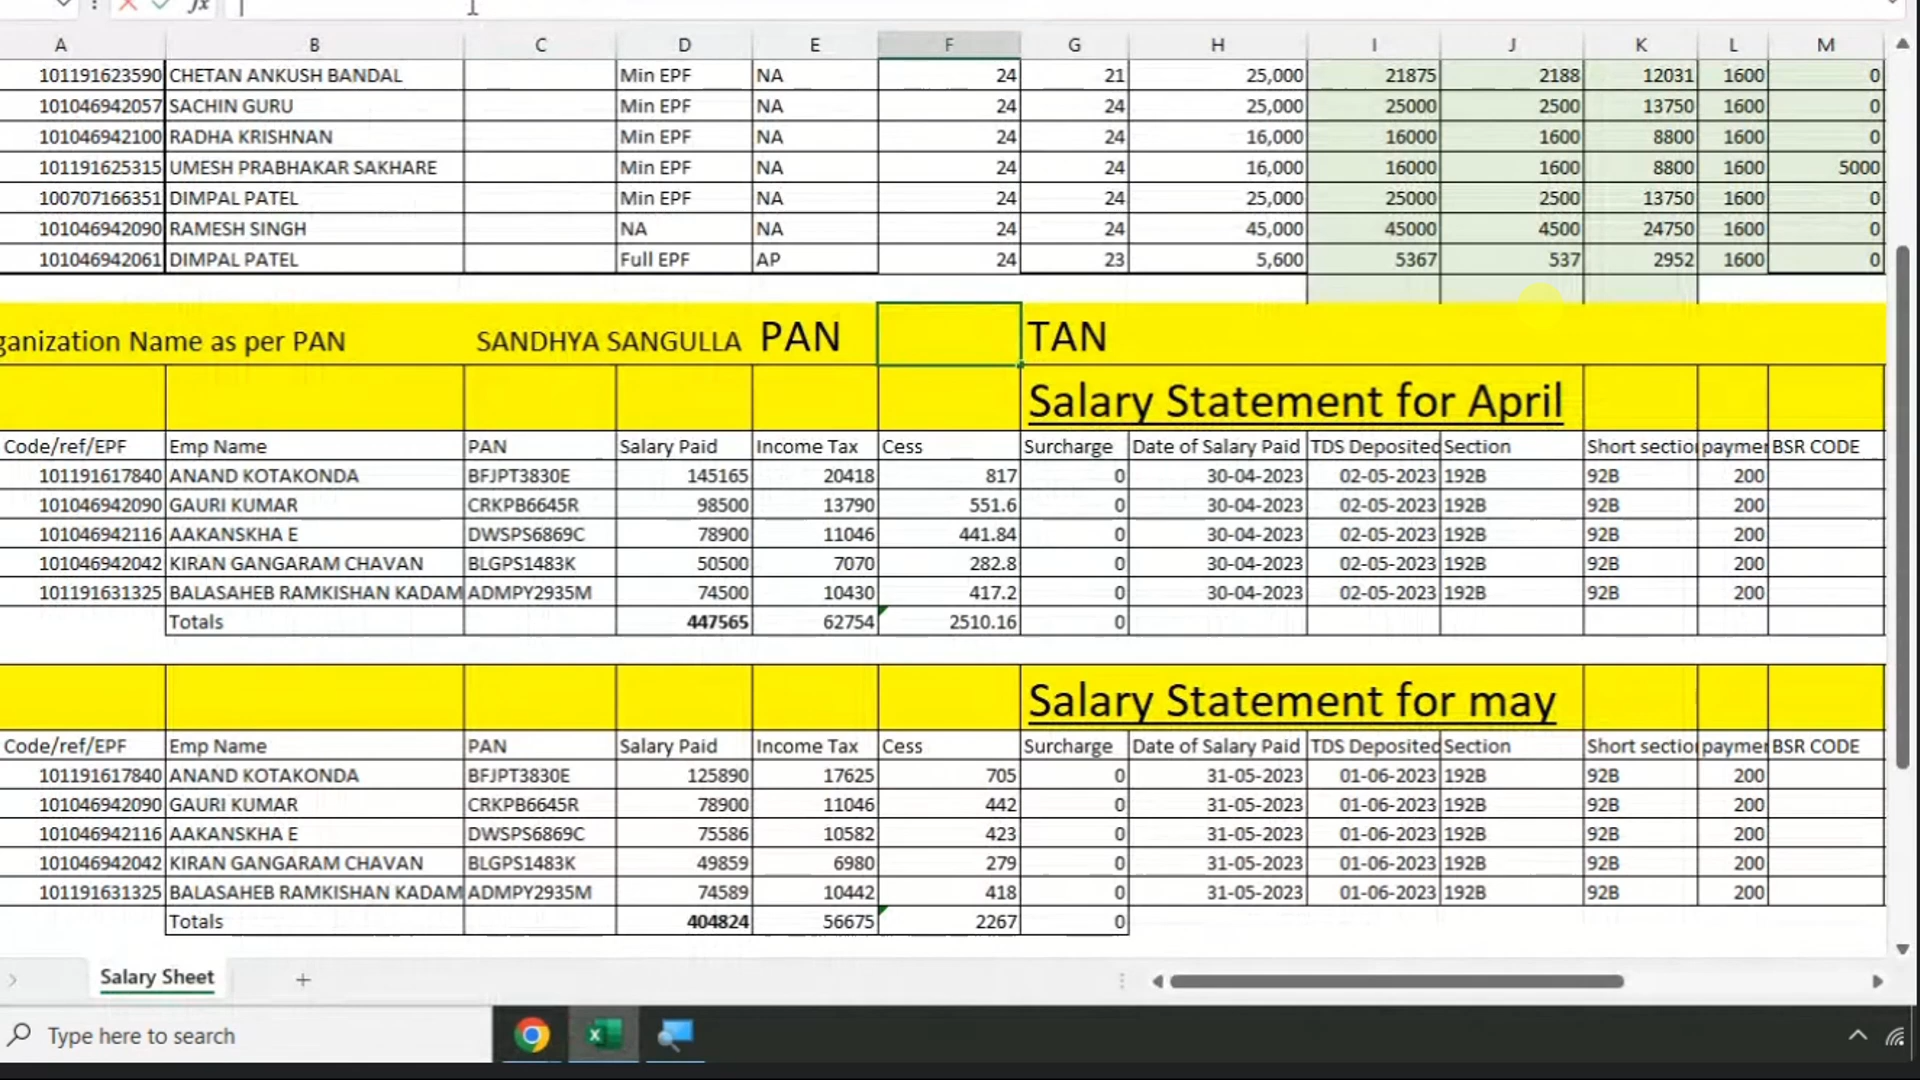 fx
A B C D E F G H I J K L M
101191623590 CHETAN ANKUSH BANDAL Min EPF NA 24 21 25,000 21875 2188 12031 1600 0
101046942057 SACHIN GURU Min EPF NA 24 24 25,000 25000 2500 13750 1600 0
101046942100 RADHA KRISHNAN Min EPF NA 24 24 16,000 16000 1600 8800 1600 0
101191625315 UMESH PRABHAKAR SAKHARE Min EPF NA 24 24 16,000 16000 1600 8800 1600 5000
100707166351 DIMPAL PATEL Min EPF NA 24 24 25,000 25000 2500 13750 1600 0
101046942090 RAMESH SINGH NA NA 24 24 45,000 45000 4500 24750 1600 0
101046942061 DIMPAL PATEL Full EPF AP 24 23 5,600 5367 537 2952 1600 0
ganization Name as per PAN SANDHYA SANGULLA PAN TAN
Salary Statement for April
Code/ref/EPF Emp Name PAN Salary Paid Income Tax Cess Surcharge Date of Salary Paid TDS Deposited Section Short sectio paymer BSR CODE
101191617840 ANAND KOTAKONDA BFJPT3830E 145165 20418 817 0 30-04-2023 02-05-2023 192B 92B 200
101046942090 GAURI KUMAR CRKPB6645R 98500 13790 551.6 0 30-04-2023 02-05-2023 192B 92B 200
101046942116 AAKANSKHA E DWSPS6869C 78900 11046 441.84 0 30-04-2023 02-05-2023 192B 92B 200
101046942042 KIRAN GANGARAM CHAVAN BLGPS1483K 50500 7070 282.8 0 30-04-2023 02-05-2023 192B 92B 200
101191631325 BALASAHEB RAMKISHAN KADAM ADMPY2935M 74500 10430 417.2 0 30-04-2023 02-05-2023 192B 92B 200
Totals 447565 62754 2510.16 0
Salary Statement for may
Code/ref/EPF Emp Name PAN Salary Paid Income Tax Cess Surcharge Date of Salary Paid TDS Deposited Section Short sectio paymer BSR CODE
101191617840 ANAND KOTAKONDA BFJPT3830E 125890 17625 705 0 31-05-2023 01-06-2023 192B 92B 200
101046942090 GAURI KUMAR CRKPB6645R 78900 11046 442 0 31-05-2023 01-06-2023 192B 92B 200
101046942116 AAKANSKHA E DWSPS6869C 75586 10582 423 0 31-05-2023 01-06-2023 192B 92B 200
101046942042 KIRAN GANGARAM CHAVAN BLGPS1483K 49859 6980 279 0 31-05-2023 01-06-2023 192B 92B 200
101191631325 BALASAHEB RAMKISHAN KADAM ADMPY2935M 74589 10442 418 0 31-05-2023 01-06-2023 192B 92B 200
Totals 404824 56675 2267 0
Salary Sheet
Type here to search